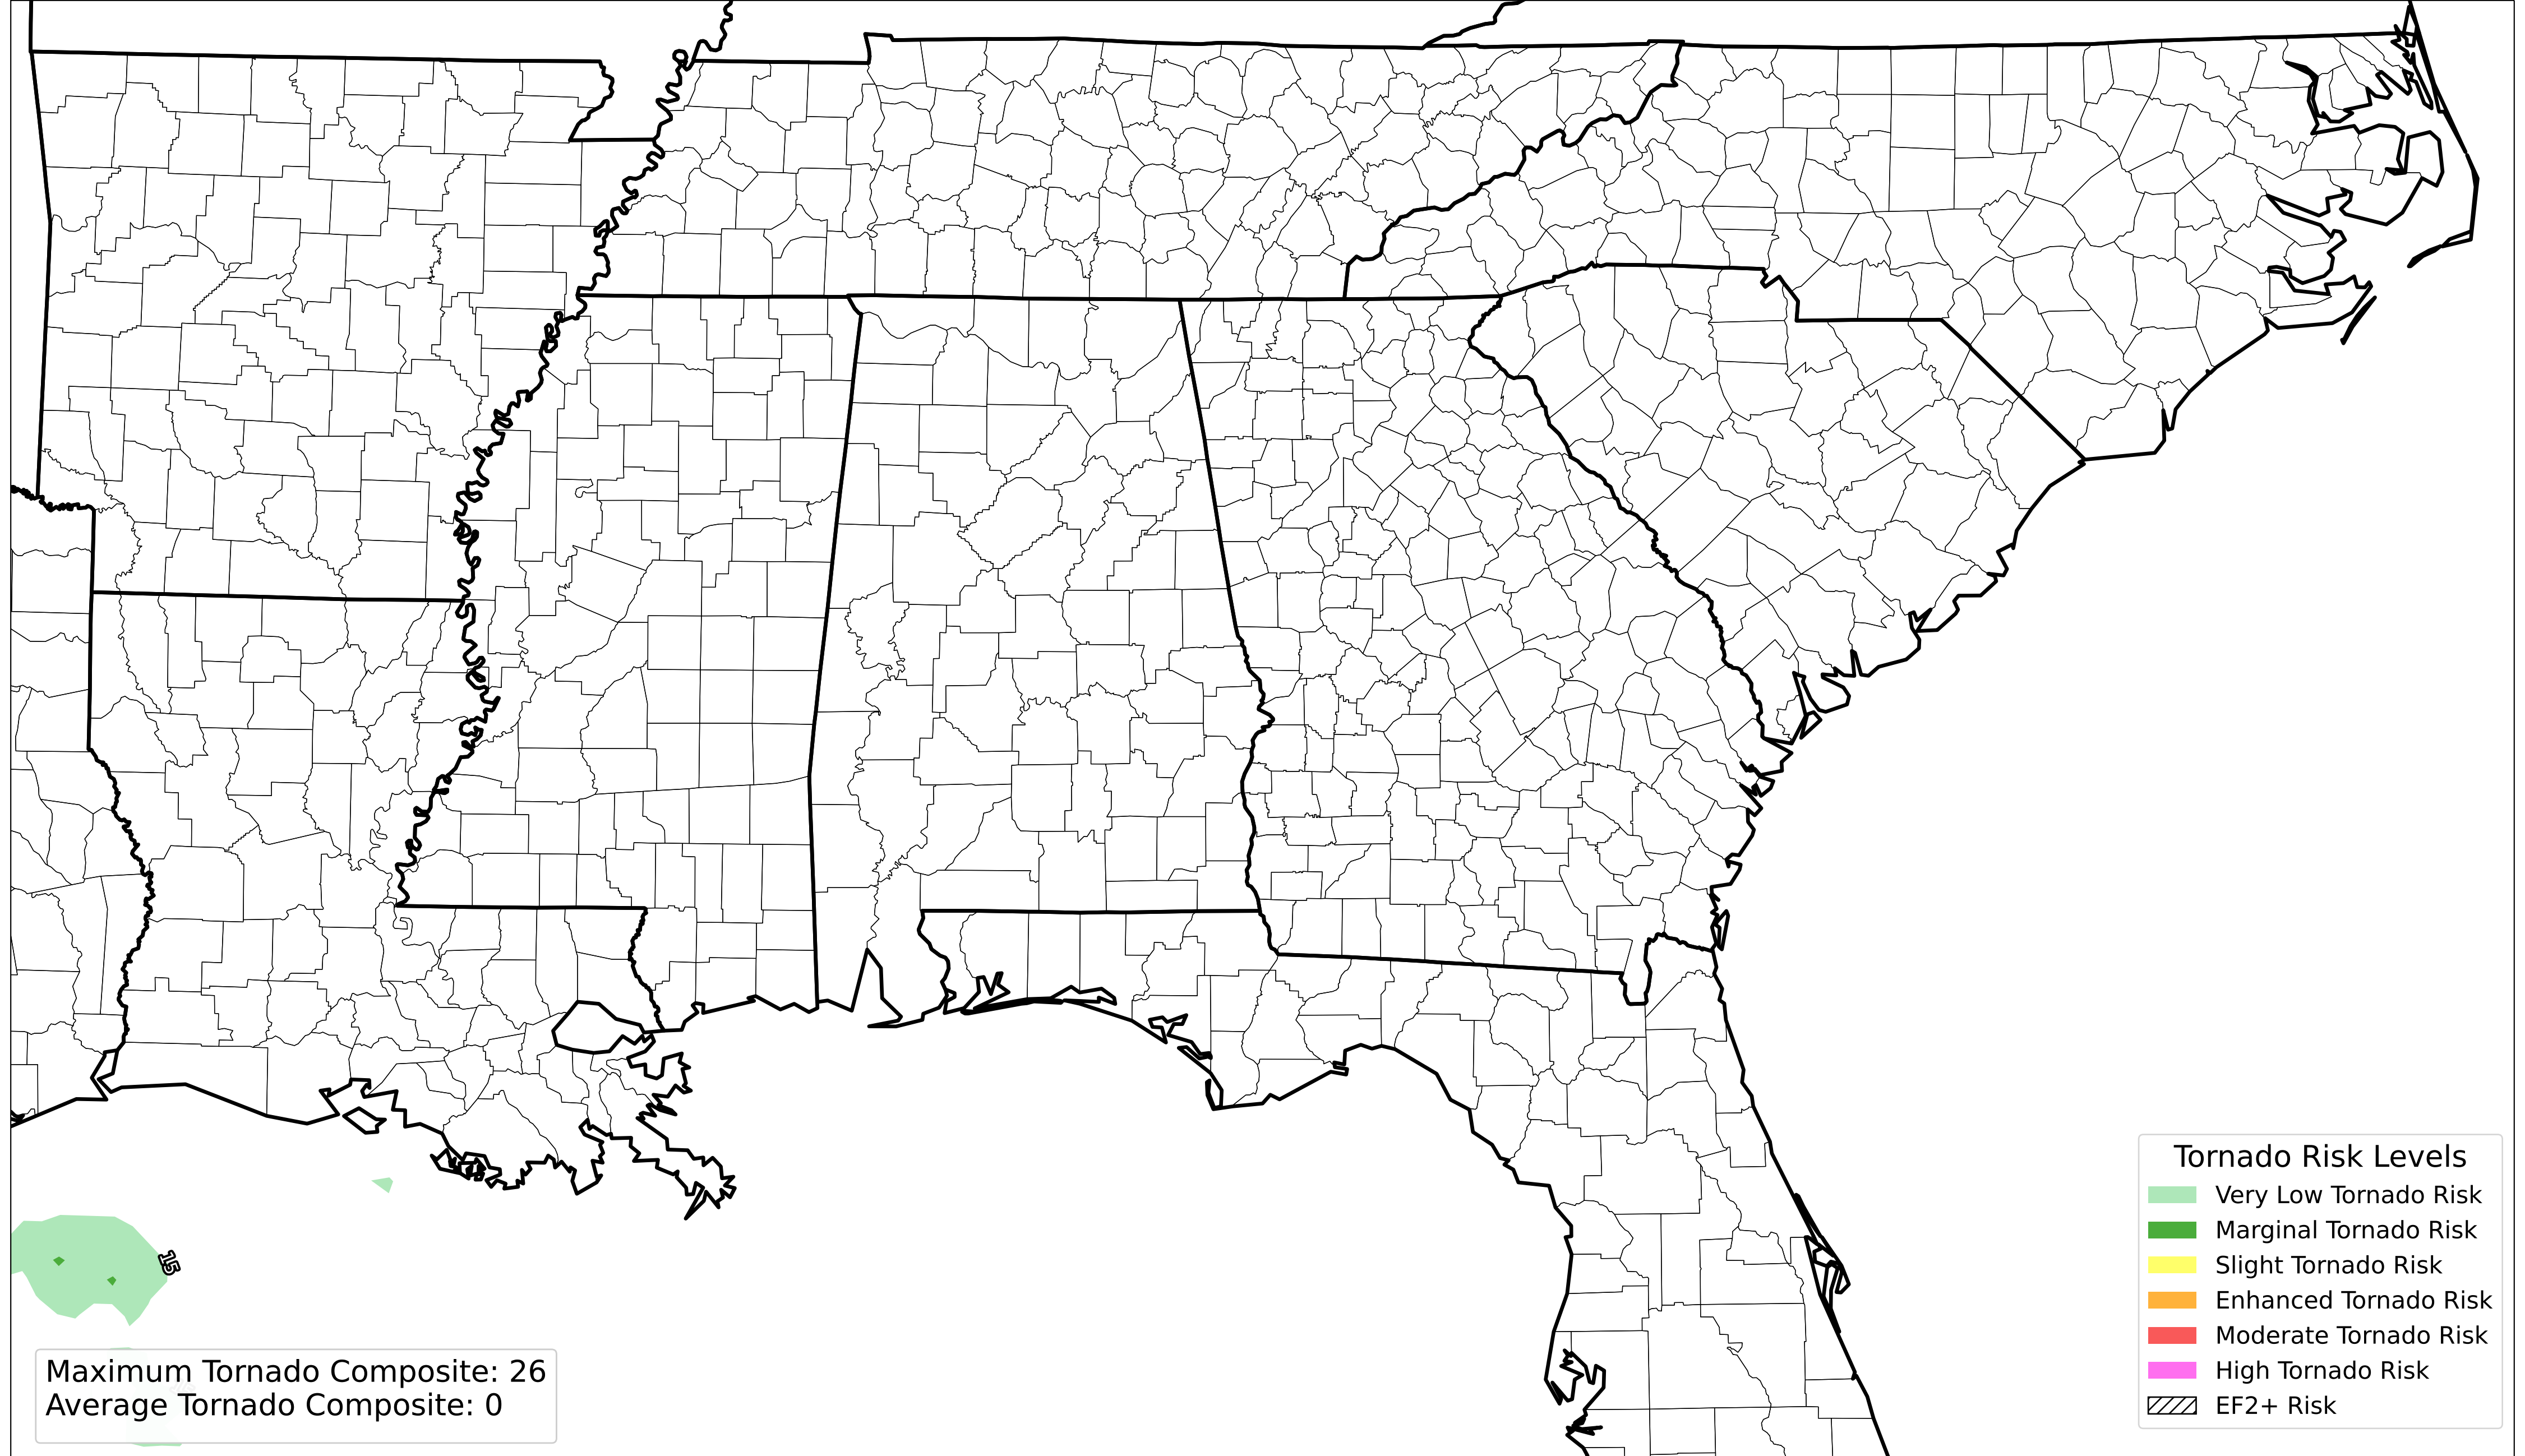 15
Maximum Tornado Composite: 26
Average Tornado Composite: 0
Tornado Risk Levels
Very Low Tornado Risk
Marginal Tornado Risk
Slight Tornado Risk
Enhanced Tornado Risk
Moderate Tornado Risk
High Tornado Risk
EF2+ Risk